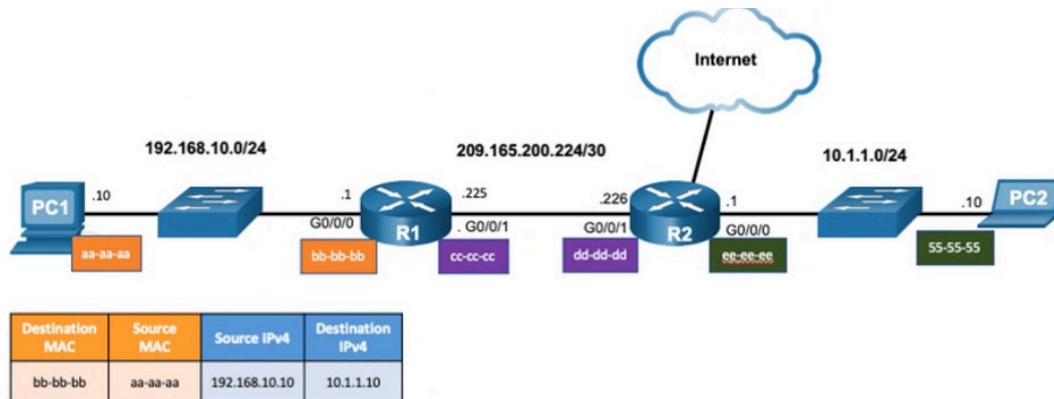 Internet
192.168.10.0/24
209.165.200.224/30
10.1.1.0/24
PC1
.10
.1
.225
.226
.1
.10
PC2
G0/0/0
R1
. G0/0/1
G0/0/1
R2
G0/0/0
aa-aa-aa
bb-bb-bb
cc-cc-cc
dd-dd-dd
ee-ee-ee
55-55-55
Destination MAC
Source MAC
Source IPv4
Destination IPv4
bb-bb-bb
aa-aa-aa
192.168.10.10
10.1.1.10